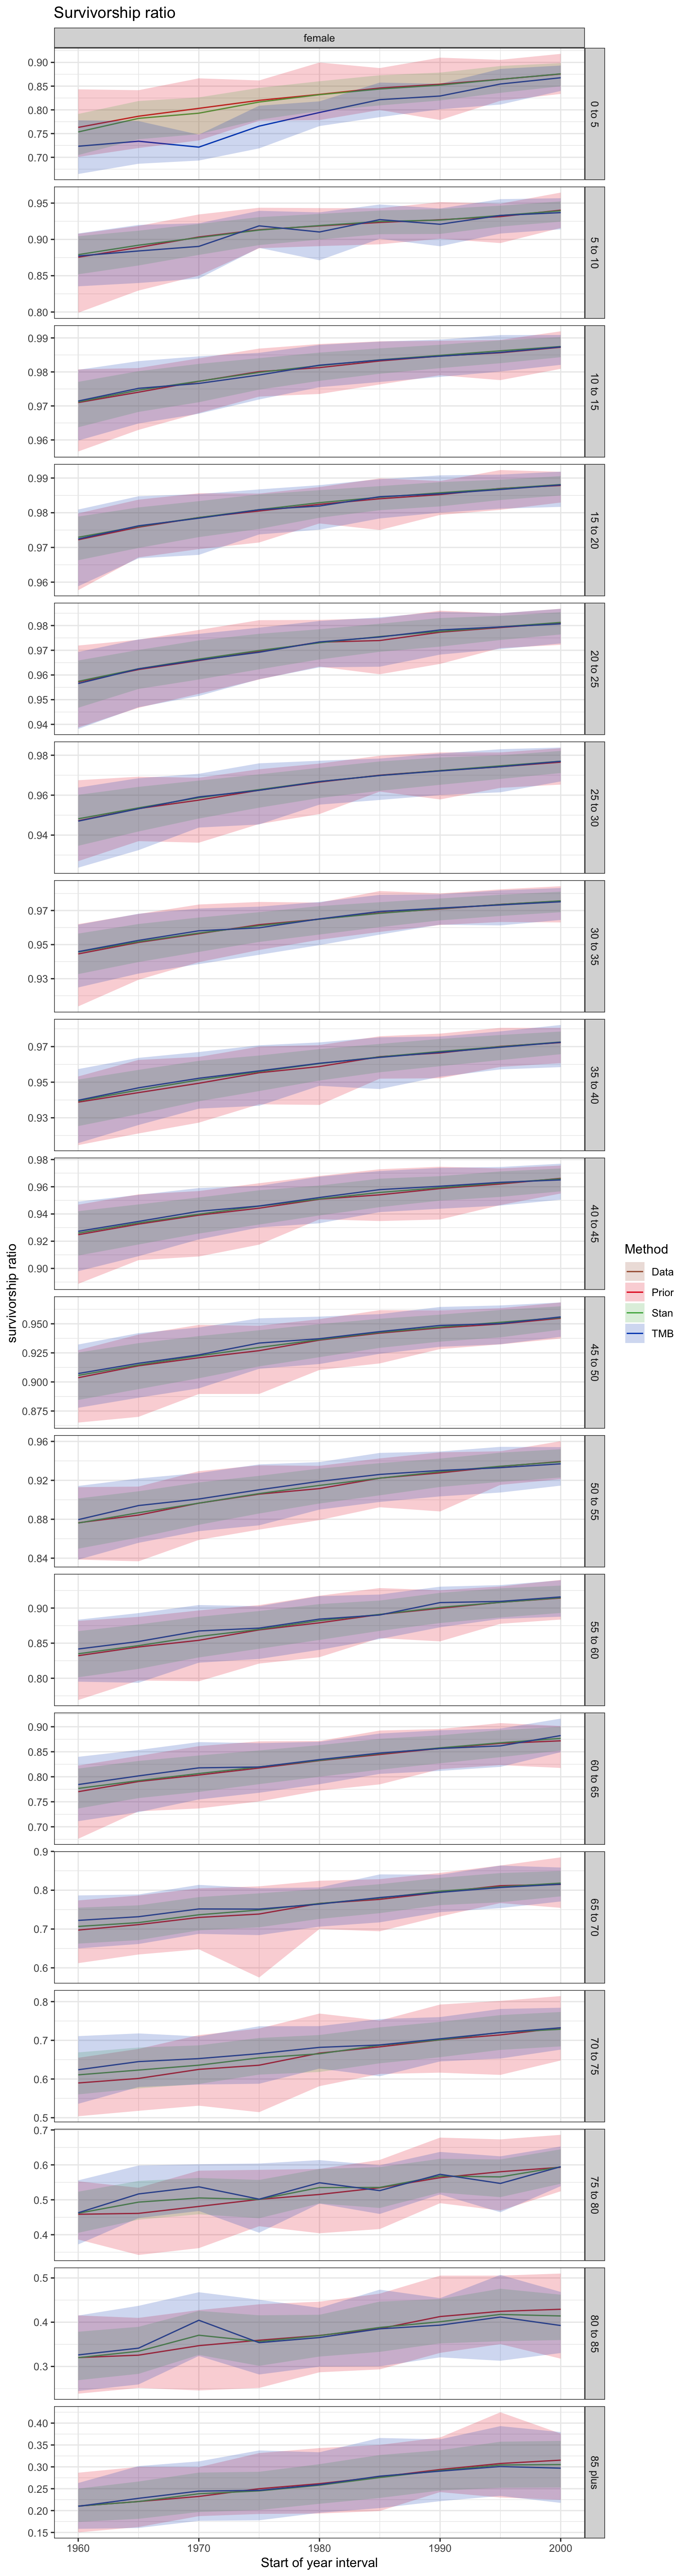 Survivorship ratio
female
0.90
0.85
0.80
0.75
0.70
0 to 5
0.95
0.90
0.85
0.80
5 to 10
0.99
0.98
0.97
0.96
10 to 15
0.99
0.98
0.97
0.96
15 to 20
0.98
0.97
0.96
0.95
0.94
20 to 25
0.98
0.96
0.94
25 to 30
0.97
0.95
0.93
30 to 35
0.97
0.95
0.93
35 to 40
0.98
0.96
0.94
0.92
0.90
40 to 45
survivorship ratio
Method
Data
Prior
Stan
TMB
0.950
0.925
0.900
0.875
45 to 50
0.96
0.92
0.88
0.84
50 to 55
0.90
0.85
0.80
55 to 60
0.90
0.85
0.80
0.75
0.70
60 to 65
0.9
0.8
0.7
0.6
65 to 70
0.8
0.7
0.6
0.5
70 to 75
0.7
0.6
0.5
0.4
75 to 80
0.5
0.4
0.3
80 to 85
0.40
0.35
0.30
0.25
0.20
0.15
85 plus
1960 1970 1980 1990 2000
Start of year interval